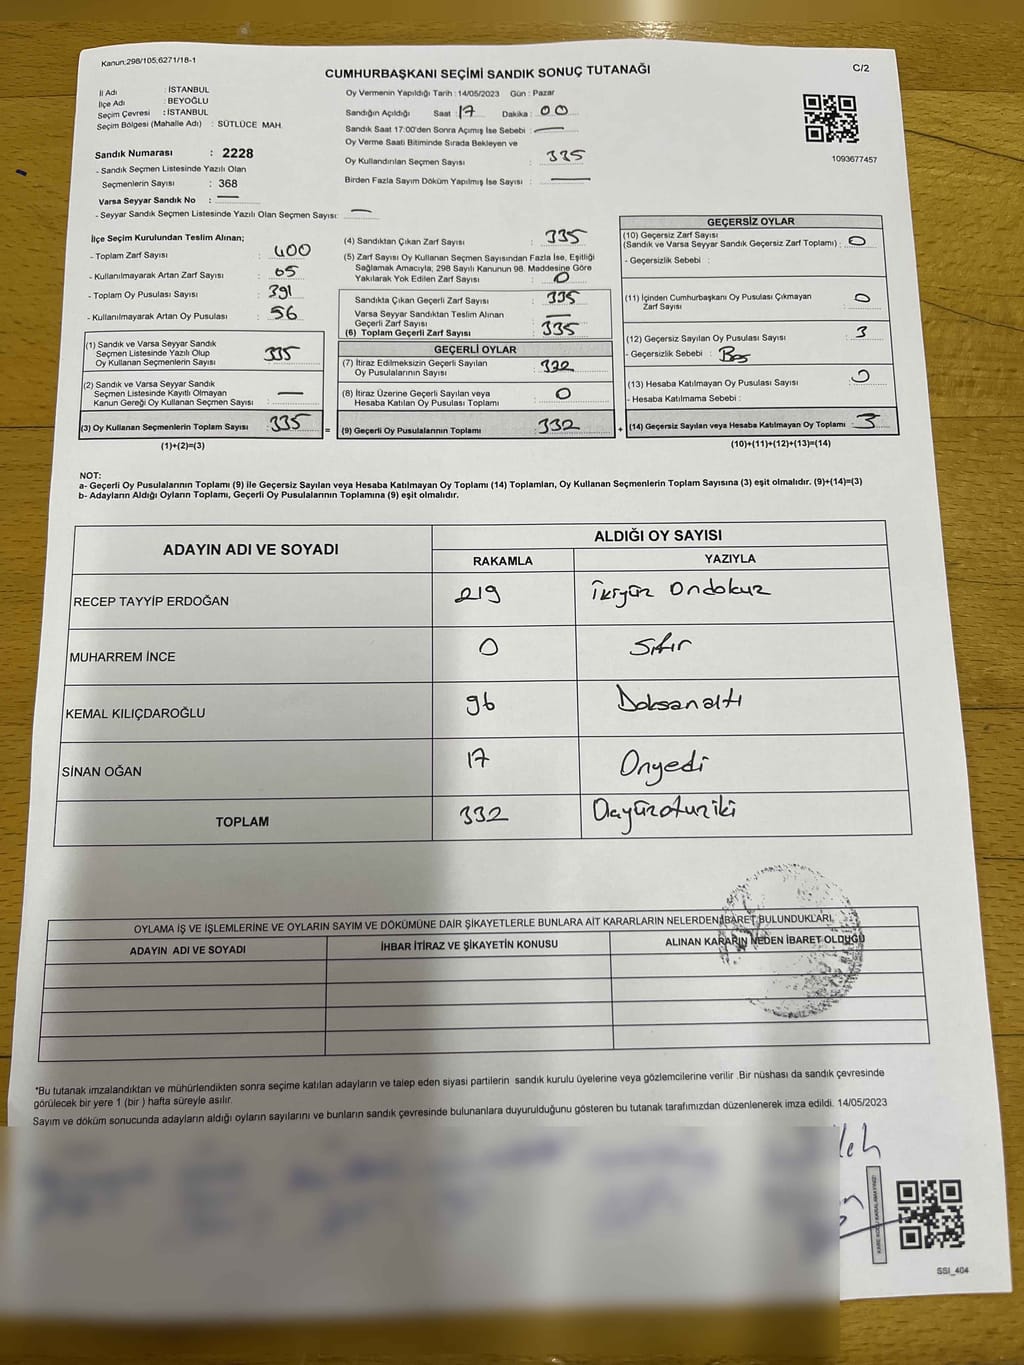 Kanun:298/105,6271/18-1
CUMHURBAŞKANI SEÇİMİ SANDIK SONUÇ TUTANAĞI
C/2
İl Adı : İSTANBUL
İlçe Adı : BEYOĞLU
Seçim Çevresi : İSTANBUL
Seçim Bölgesi (Mahalle Adı) : SÜTLÜCE MAH.
Sandık Numarası : 2228
- Sandık Seçmen Listesinde Yazılı Olan
Seçmenlerin Sayısı : 368
Varsa Seyyar Sandık No : —
- Seyyar Sandık Seçmen Listesinde Yazılı Olan Seçmen Sayısı: —
Oy Vermenin Yapıldığı Tarih : 14/05/2023 Gün : Pazar
Sandığın Açıldığı Saat : 17 Dakika : 00
Sandık Saat 17:00'den Sonra Açılmış İse Sebebi : —
Oy Verme Saati Bitiminde Sırada Bekleyen ve
Oy Kullandırılan Seçmen Sayısı : 335
Birden Fazla Sayım Döküm Yapılmış İse Sayısı : —
1093677457
İlçe Seçim Kurulundan Teslim Alınan;
- Toplam Zarf Sayısı : 400
- Kullanılmayarak Artan Zarf Sayısı : 65
- Toplam Oy Pusulası Sayısı : 391
- Kullanılmayarak Artan Oy Pusulası : 56
(1) Sandık ve Varsa Seyyar Sandık
Seçmen Listesinde Yazılı Olup
Oy Kullanan Seçmenlerin Sayısı : 335
(2) Sandık ve Varsa Seyyar Sandık
Seçmen Listesinde Kayıtlı Olmayan
Kanun Gereği Oy Kullanan Seçmen Sayısı : —
(3) Oy Kullanan Seçmenlerin Toplam Sayısı : 335
(1)+(2)=(3)
(4) Sandıktan Çıkan Zarf Sayısı : 335
(5) Zarf Sayısı Oy Kullanan Seçmen Sayısından Fazla İse, Eşitliği
Sağlamak Amacıyla; 298 Sayılı Kanunun 98. Maddesine Göre
Yakılarak Yok Edilen Zarf Sayısı : 0
Sandıkta Çıkan Geçerli Zarf Sayısı : 335
Varsa Seyyar Sandıktan Teslim Alınan
Geçerli Zarf Sayısı : —
(6) Toplam Geçerli Zarf Sayısı : 335
GEÇERLİ OYLAR
(7) İtiraz Edilmeksizin Geçerli Sayılan
Oy Pusulalarının Sayısı : 332
(8) İtiraz Üzerine Geçerli Sayılan veya
Hesaba Katılan Oy Pusulası Toplamı : 0
=
(9) Geçerli Oy Pusulalarının Toplamı : 332
GEÇERSİZ OYLAR
(10) Geçersiz Zarf Sayısı
(Sandık ve Varsa Seyyar Sandık Geçersiz Zarf Toplamı) : 0
- Geçersizlik Sebebi :
(11) İçinden Cumhurbaşkanı Oy Pusulası Çıkmayan
Zarf Sayısı : 0
(12) Geçersiz Sayılan Oy Pusulası Sayısı : 3
- Geçersizlik Sebebi : Boş
(13) Hesaba Katılmayan Oy Pusulası Sayısı : 0
- Hesaba Katılmama Sebebi :
+
(14) Geçersiz Sayılan veya Hesaba Katılmayan Oy Toplamı : 3
(10)+(11)+(12)+(13)=(14)
NOT:
a- Geçerli Oy Pusulalarının Toplamı (9) ile Geçersiz Sayılan veya Hesaba Katılmayan Oy Toplamı (14) Toplamları, Oy Kullanan Seçmenlerin Toplam Sayısına (3) eşit olmalıdır. (9)+(14)=(3)
b- Adayların Aldığı Oyların Toplamı, Geçerli Oy Pusulalarının Toplamına (9) eşit olmalıdır.
ADAYIN ADI VE SOYADI
ALDIĞI OY SAYISI
RAKAMLA YAZIYLA
RECEP TAYYİP ERDOĞAN 219 İkiyüz Ondokuz
MUHARREM İNCE 0 Sıfır
KEMAL KILIÇDAROĞLU 96 Doksanaltı
SİNAN OĞAN 17 Onyedi
TOPLAM 332 Üçyüzotuziki
OYLAMA İŞ VE İŞLEMLERİNE VE OYLARIN SAYIM VE DÖKÜMÜNE DAİR ŞİKAYETLERLE BUNLARA AİT KARARLARIN NELERDEN İBARET BULUNDUKLARI,
ADAYIN ADI VE SOYADI İHBAR İTİRAZ VE ŞİKAYETİN KONUSU ALINAN KARARIN NEDEN İBARET OLDUĞU
*Bu tutanak imzalandıktan ve mühürlendikten sonra seçime katılan adayların ve talep eden siyasi partilerin sandık kurulu üyelerine veya gözlemcilerine verilir .Bir nüshası da sandık çevresinde
görülecek bir yere 1 (bir ) hafta süreyle asılır.
Sayım ve döküm sonucunda adayların aldığı oyların sayılarını ve bunların sandık çevresinde bulunanlara duyurulduğunu gösteren bu tutanak tarafımızdan düzenlenerek imza edildi. 14/05/2023
KARE KODU KARALAMAYINIZ!
SSI_404